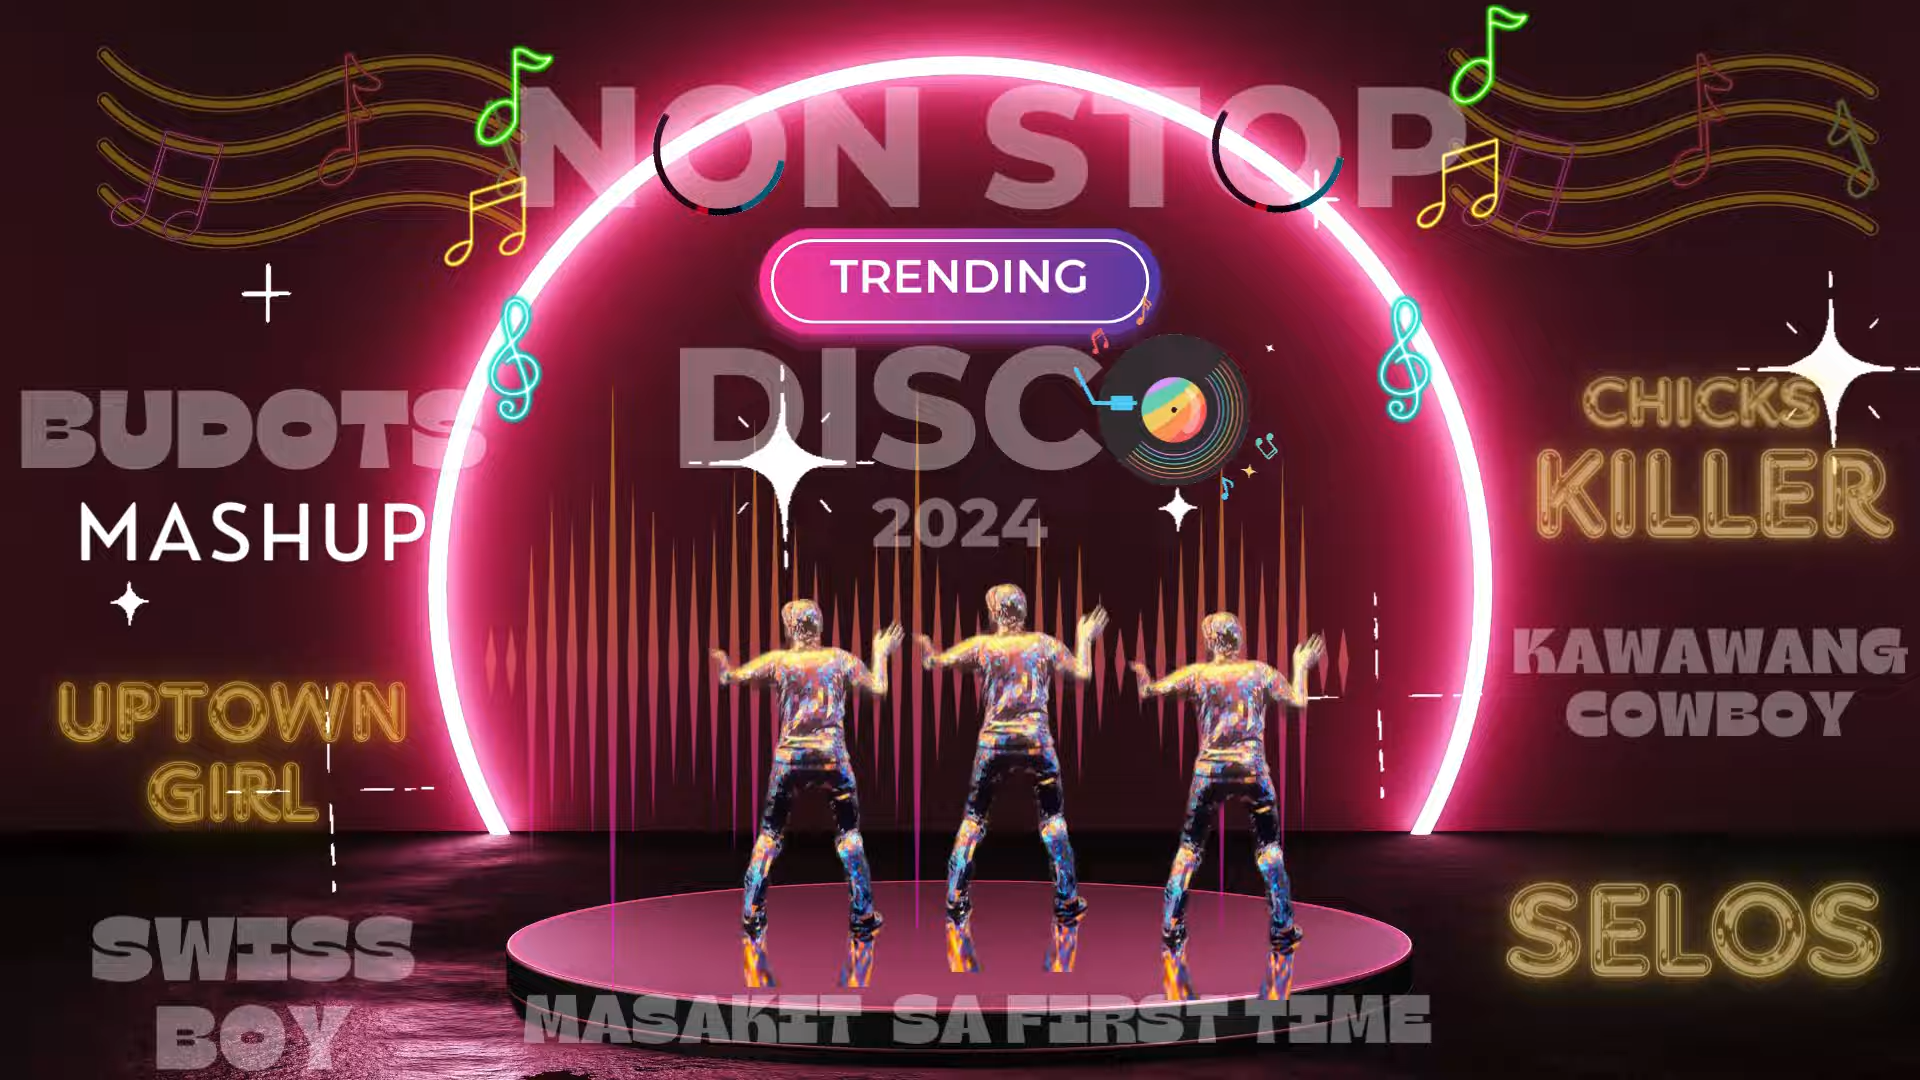 NON STOP
TRENDING
DISCO
2024
BUDOTS
MASHUP
UPTOWN
GIRL
SWISS
BOY
CHICKS
KILLER
KAWAWANG
COWBOY
SELOS
MASAKIT SA FIRST TIME